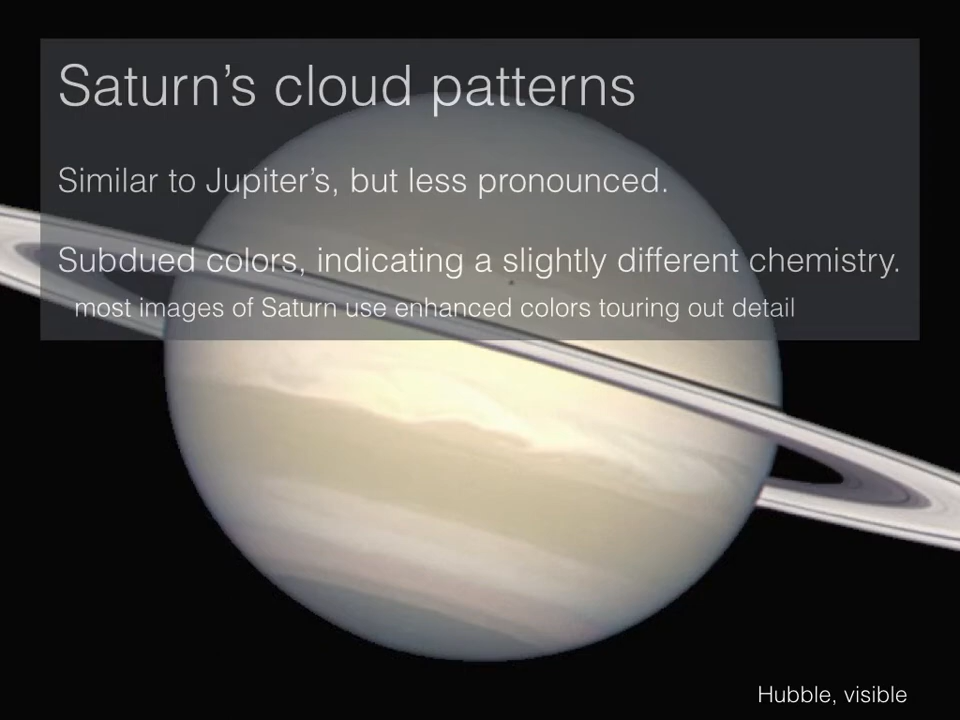 Saturn’s cloud patterns
Similar to Jupiter’s, but less pronounced.
Subdued colors, indicating a slightly different chemistry.
most images of Saturn use enhanced colors touring out detail
Hubble, visible